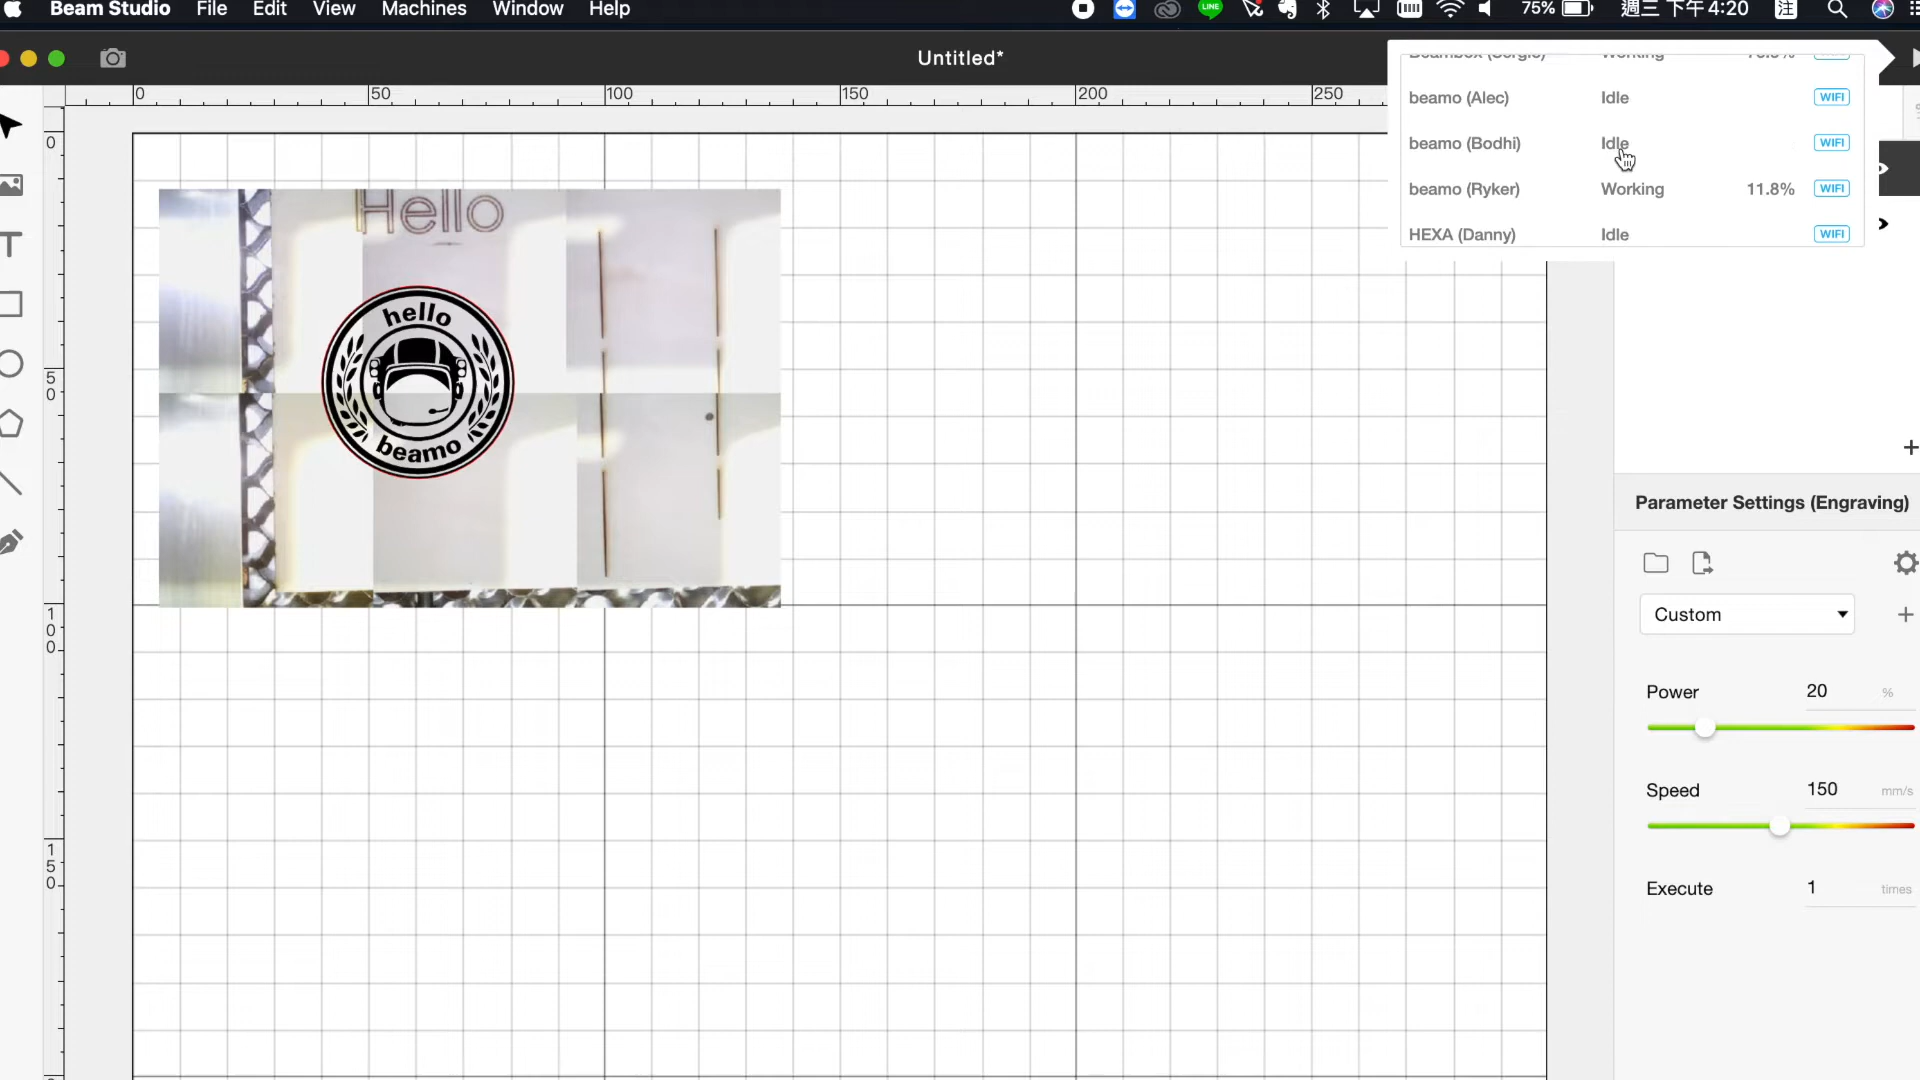 Beam Studio File Edit View Machines Window Help LINE 75% 週三 下午 4:20 注
Untitled*
Beambox (Sergio) Working
beamo (Alec) Idle WIFI
beamo (Bodhi) Idle WIFI
beamo (Ryker) Working 11.8% WIFI
HEXA (Danny) Idle WIFI
0 50 100 150 200 250
0
50
100
150
Hello
hello
beamo
Parameter Settings (Engraving)
Custom
Power 20 %
Speed 150 mm/s
Execute 1 times